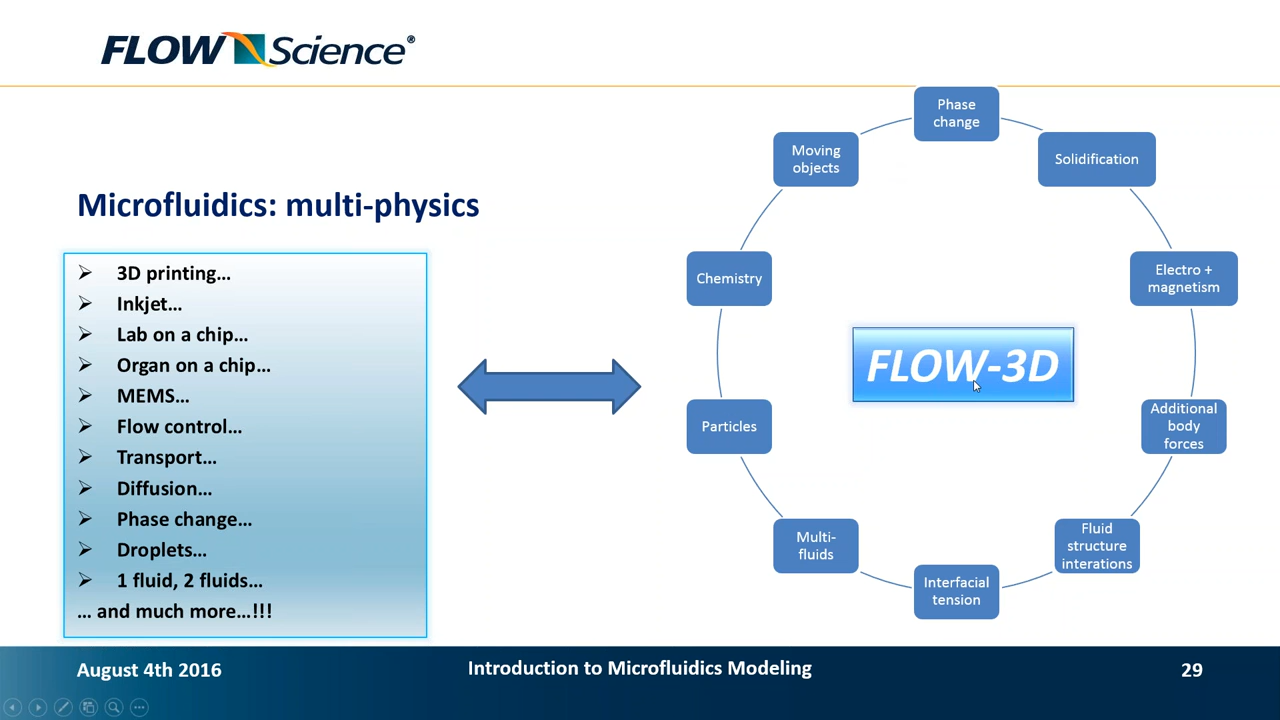 FLOW Science®
Microfluidics: multi-physics
3D printing...
Inkjet...
Lab on a chip...
Organ on a chip...
MEMS...
Flow control...
Transport...
Diffusion...
Phase change...
Droplets...
1 fluid, 2 fluids...
... and much more...!!!
Phase
change
Solidification
Electro +
magnetism
Additional
body
forces
Fluid
structure
interations
Interfacial
tension
Multi-
fluids
Particles
Chemistry
Moving
objects
FLOW-3D
August 4th 2016
Introduction to Microfluidics Modeling
29